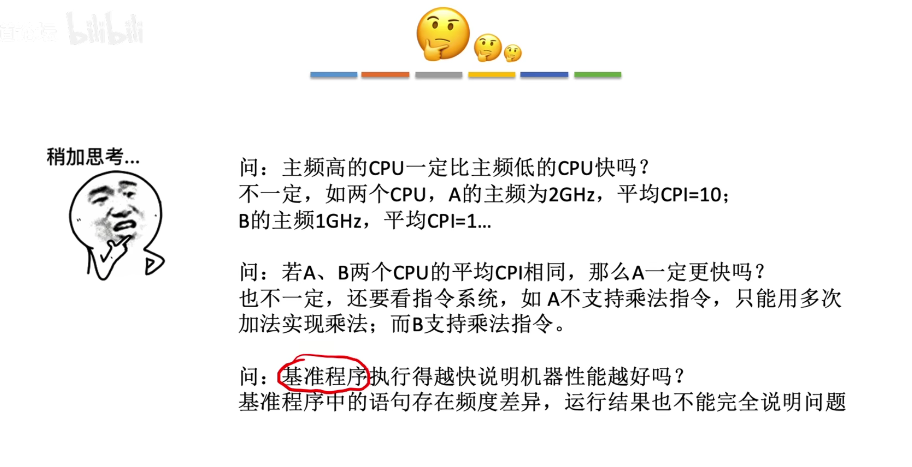 bilibili
稍加思考...
问：主频高的CPU一定比主频低的CPU快吗？
不一定，如两个CPU，A的主频为2GHz，平均CPI=10；
B的主频1GHz，平均CPI=1...
问：若A、B两个CPU的平均CPI相同，那么A一定更快吗？
也不一定，还要看指令系统，如 A不支持乘法指令，只能用多次
加法实现乘法；而B支持乘法指令。
问：基准程序执行得越快说明机器性能越好吗？
基准程序中的语句存在频度差异，运行结果也不能完全说明问题